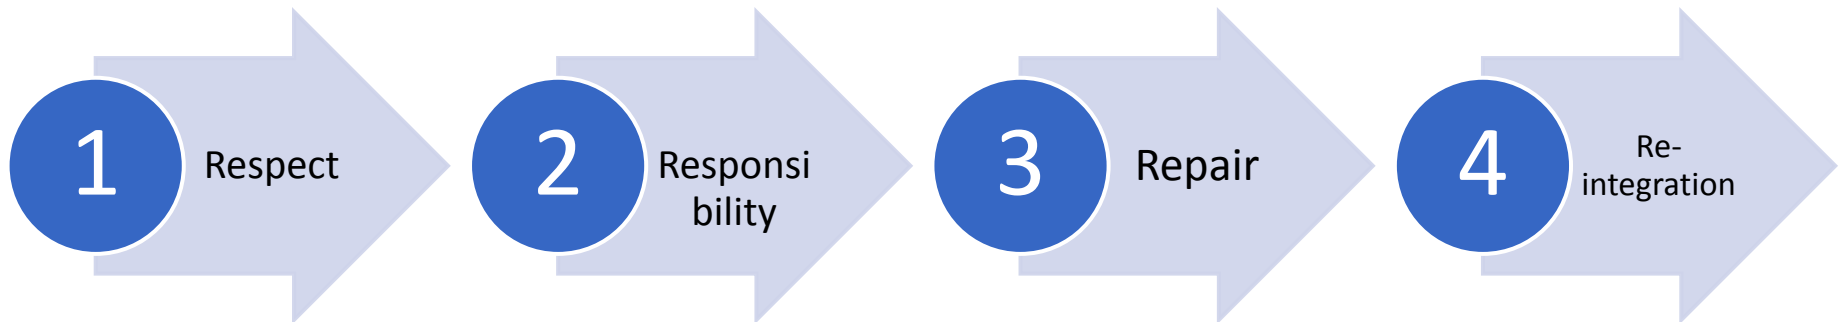 1
Respect
2
Responsi
bility
3
Repair
4
Re-
integration